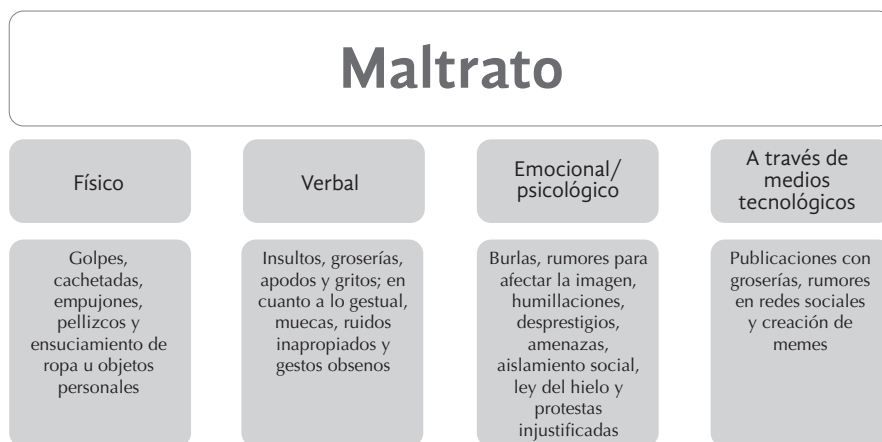 Maltrato
Físico
Verbal
Emocional/
psicológico
A través de
medios
tecnológicos
Golpes,
cachetadas,
empujones,
pellizcos y
ensuciamiento de
ropa u objetos
personales
Insultos, groserías,
apodos y gritos; en
cuanto a lo gestual,
muecas, ruidos
inapropiados y
gestos obsenos
Burlas, rumores para
afectar la imagen,
humillaciones,
desprestigios,
amenazas,
aislamiento social,
ley del hielo y
protestas
injustificadas
Publicaciones con
groserías, rumores
en redes sociales
y creación de
memes